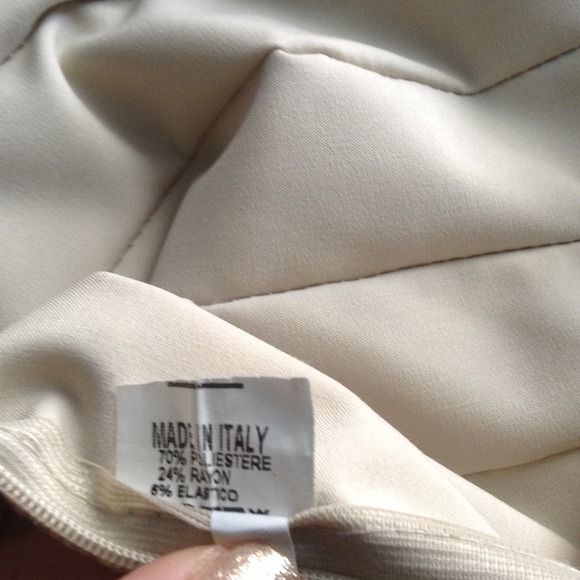 MADE IN ITALY
70% POLIESTERE
24% RAYON
6% ELASTICO